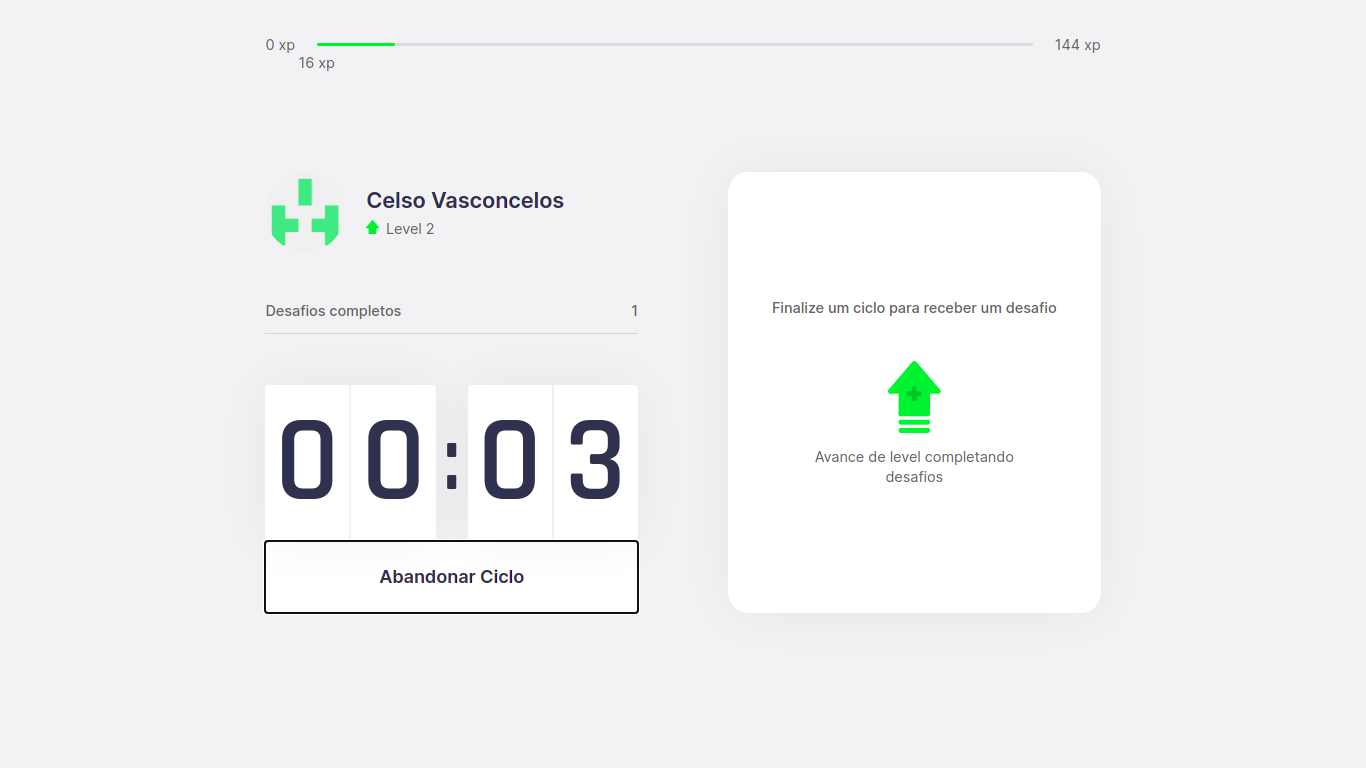 0 xp
144 xp
16 xp
Celso Vasconcelos
Level 2
Desafios completos 1
00:03
Abandonar Ciclo
Finalize um ciclo para receber um desafio
Avance de level completando
desafios